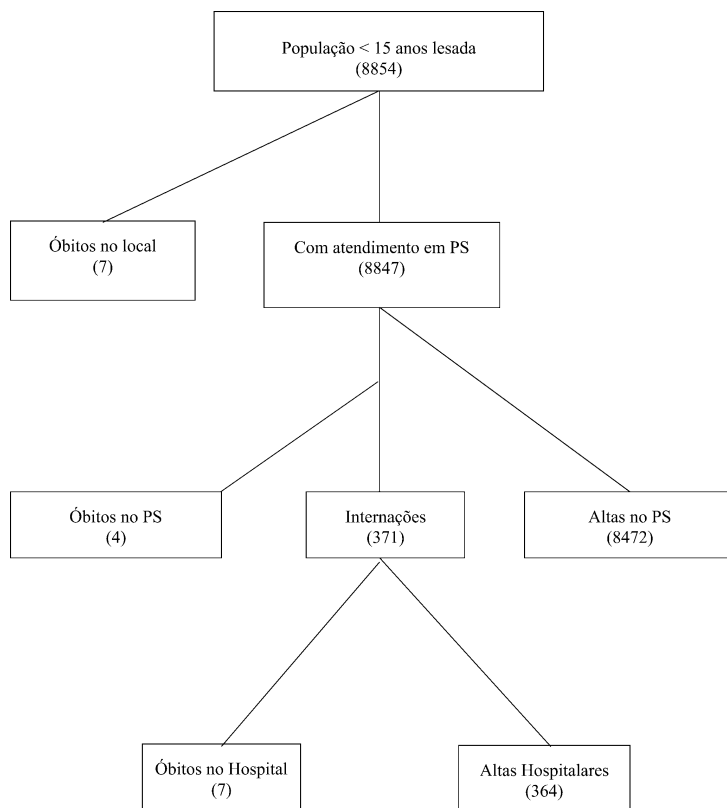 População < 15 anos lesada
(8854)
Óbitos no local
(7)
Com atendimento em PS
(8847)
Óbitos no PS
(4)
Internações
(371)
Altas no PS
(8472)
Óbitos no Hospital
(7)
Altas Hospitalares
(364)